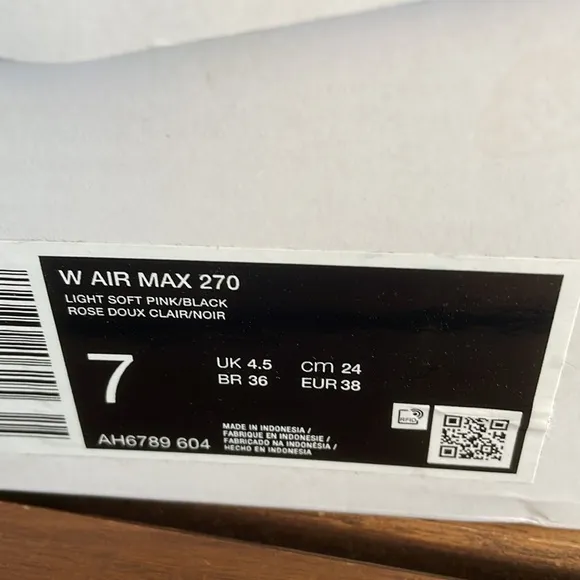 W AIR MAX 270
LIGHT SOFT PINK/BLACK
ROSE DOUX CLAIR/NOIR
7
UK 4.5 cm 24
BR 36 EUR 38
AH6789 604
MADE IN INDONESIA /
FABRIQUE EN INDONESIE /
FABRICADO NA INDONÉSIA /
HECHO EN INDONESIA